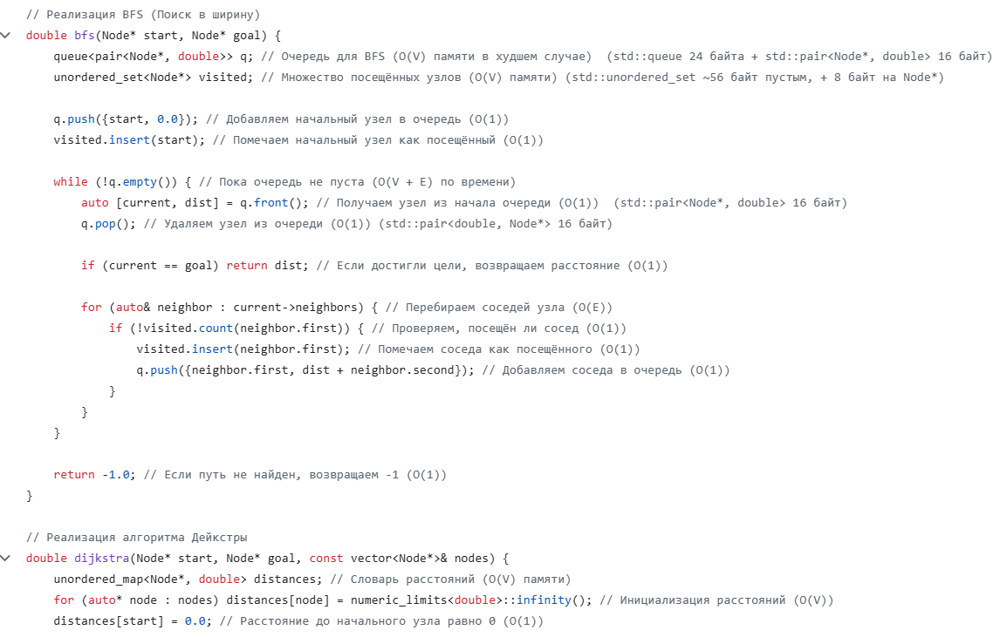 // Реализация BFS (Поиск в ширину)
double bfs(Node* start, Node* goal) {
    queue<pair<Node*, double>> q; // Очередь для BFS (O(V) памяти в худшем случае)  (std::queue 24 байта + std::pair<Node*, double> 16 байт)
    unordered_set<Node*> visited; // Множество посещённых узлов (O(V) памяти) (std::unordered_set ~56 байт пустым, + 8 байт на Node*)

    q.push({start, 0.0}); // Добавляем начальный узел в очередь (O(1))
    visited.insert(start); // Помечаем начальный узел как посещённый (O(1))

    while (!q.empty()) { // Пока очередь не пуста (O(V + E) по времени)
        auto [current, dist] = q.front(); // Получаем узел из начала очереди (O(1))  (std::pair<Node*, double> 16 байт)
        q.pop(); // Удаляем узел из очереди (O(1)) (std::pair<double, Node*> 16 байт)

        if (current == goal) return dist; // Если достигли цели, возвращаем расстояние (O(1))

        for (auto& neighbor : current->neighbors) { // Перебираем соседей узла (O(E))
            if (!visited.count(neighbor.first)) { // Проверяем, посещён ли сосед (O(1))
                visited.insert(neighbor.first); // Помечаем соседа как посещённого (O(1))
                q.push({neighbor.first, dist + neighbor.second}); // Добавляем соседа в очередь (O(1))
            }
        }
    }

    return -1.0; // Если путь не найден, возвращаем -1 (O(1))
}

// Реализация алгоритма Дейкстры
double dijkstra(Node* start, Node* goal, const vector<Node*>& nodes) {
    unordered_map<Node*, double> distances; // Словарь расстояний (O(V) памяти)
    for (auto* node : nodes) distances[node] = numeric_limits<double>::infinity(); // Инициализация расстояний (O(V))
    distances[start] = 0.0; // Расстояние до начального узла равно 0 (O(1))